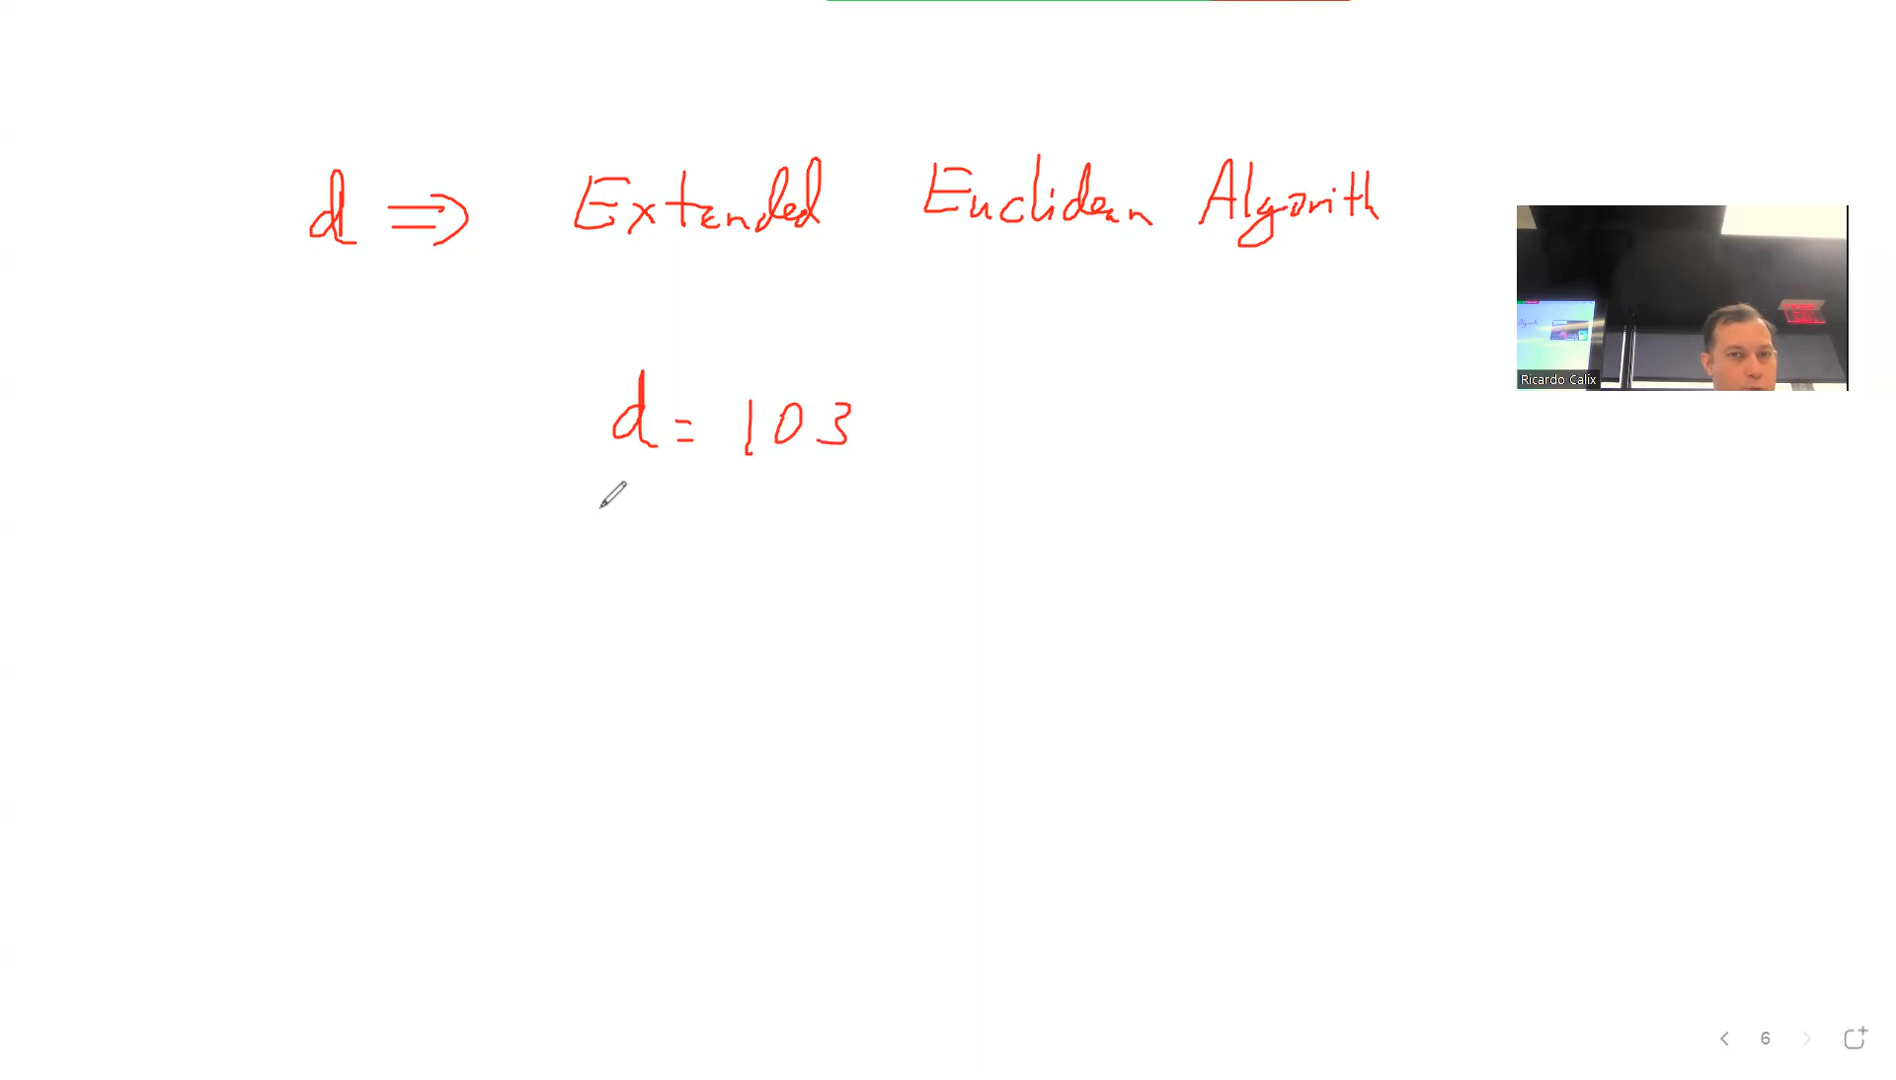 d ⇒ Extended Euclidean Algorith
Ricardo Calix
d = 103
6